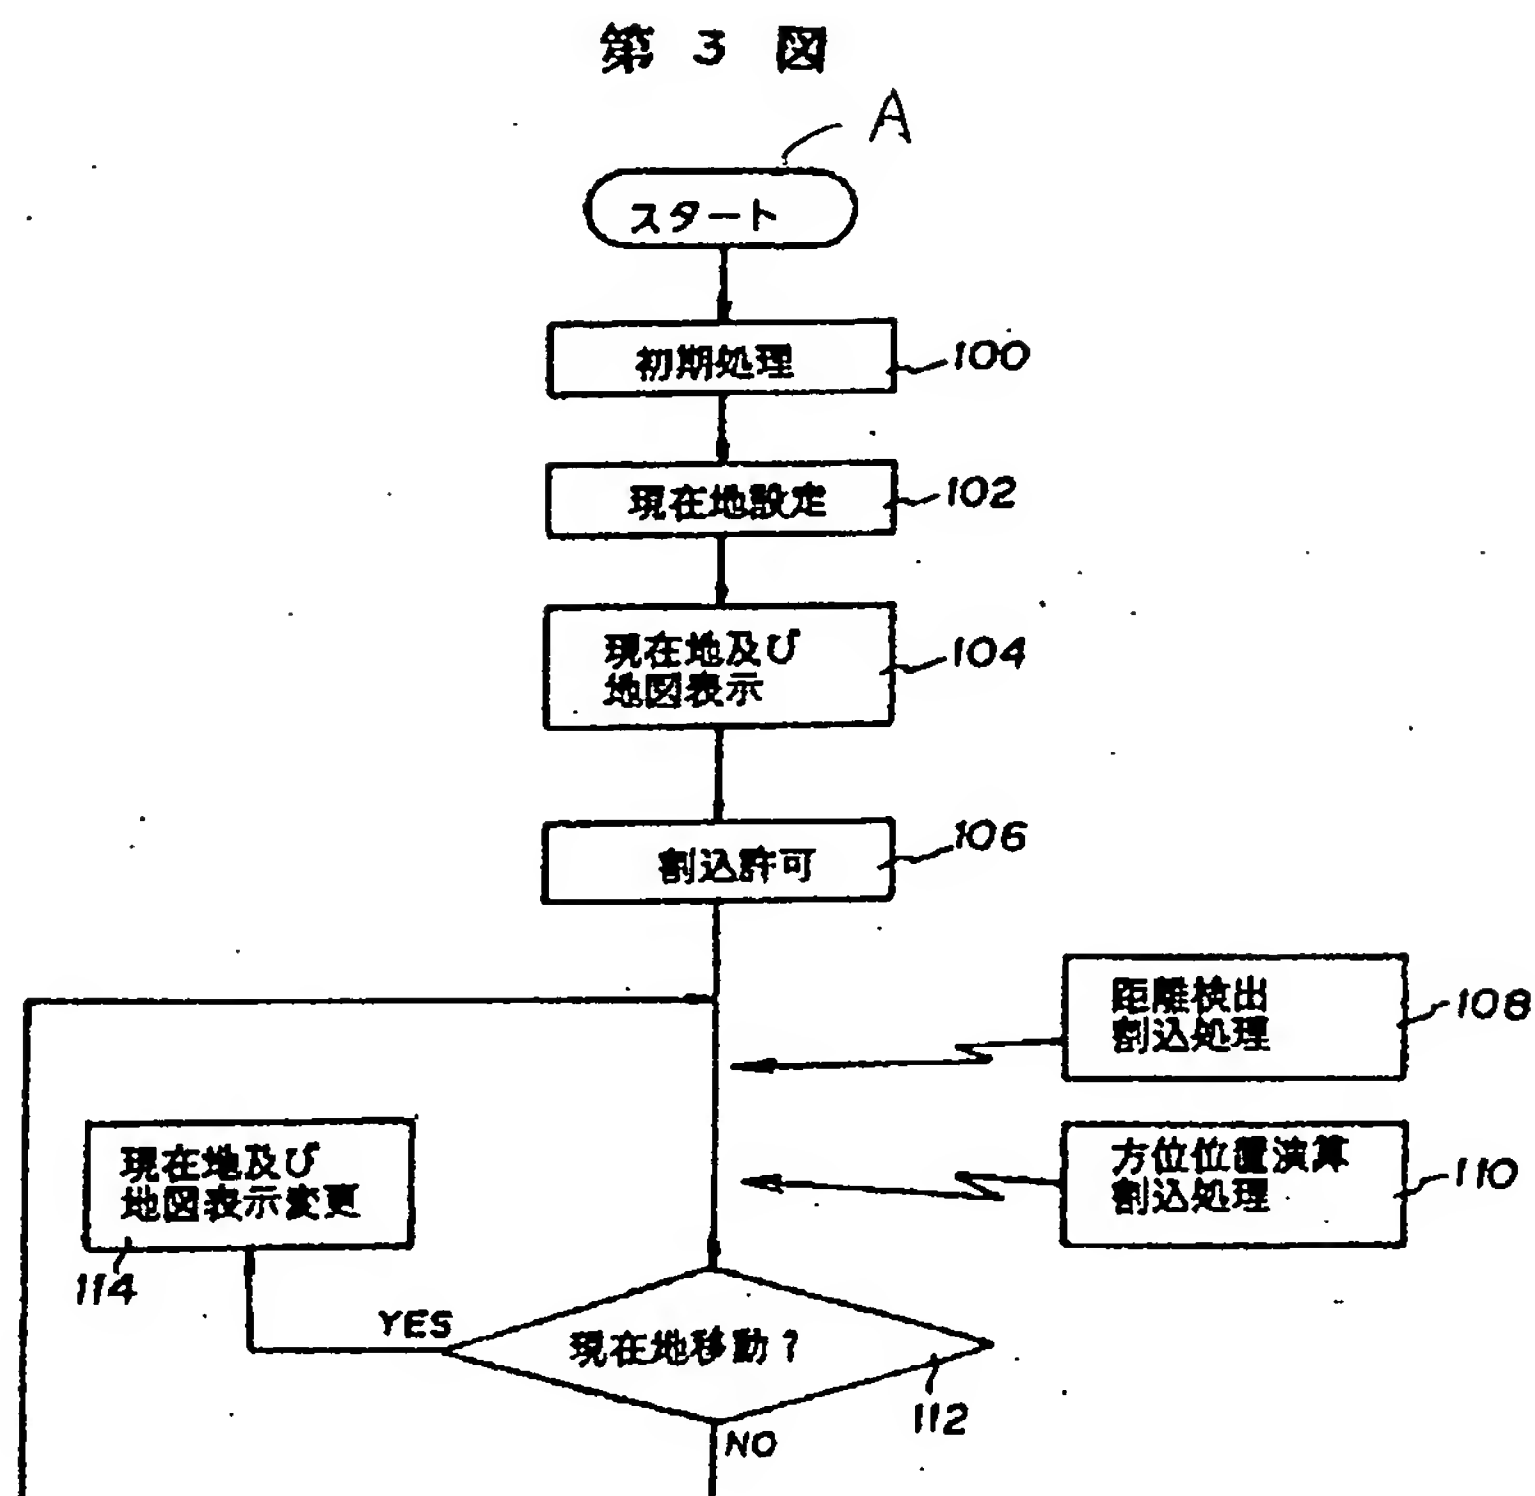 第 3 図
A
スタート
初期処理
100
現在地設定
102
現在地及び
地図表示
104
割込許可
106
距離検出
割込処理
108
方位位置演算
割込処理
110
現在地及び
地図表示変更
114
YES
現在地移動?
112
NO